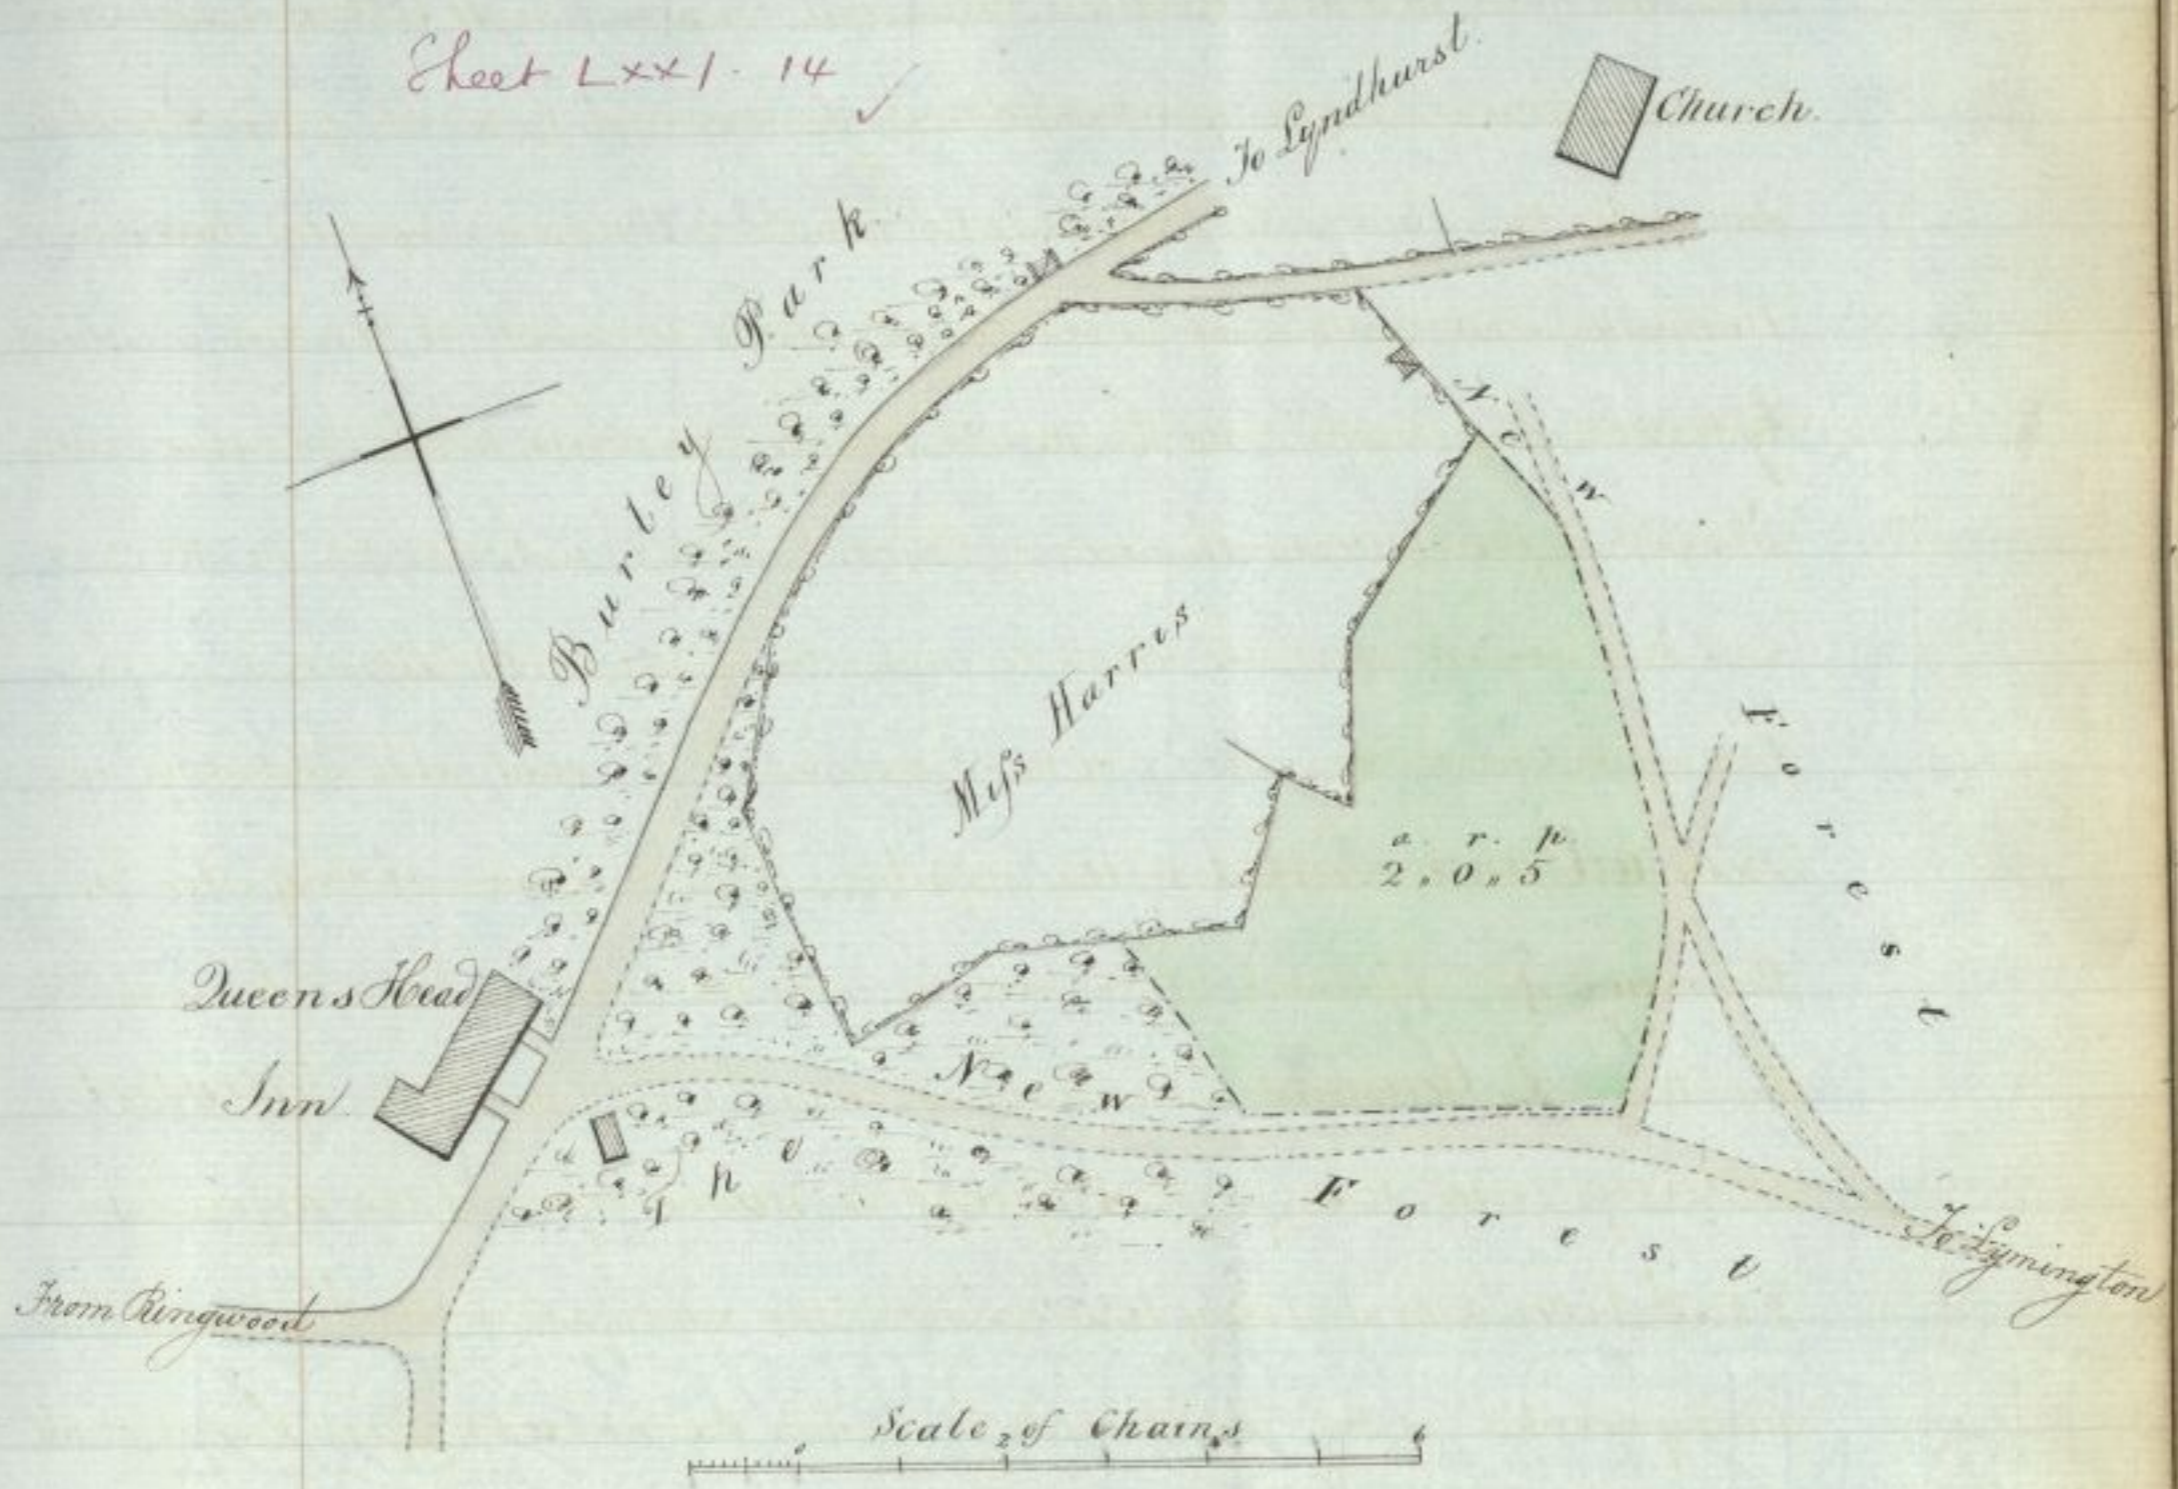 Sheet LXXI. 14 ✓
To Lyndhurst.
Church.
Burley Park.
New Forest
Miss Harris
a. r. p.
2 „ 0 „ 5
Queens Head
Inn.
The New Forest
From Ringwood
To Lymington
Scale of Chains
0 2 4 6